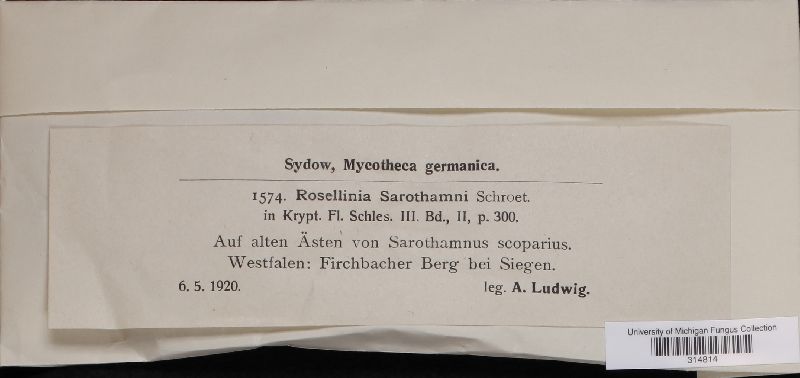 Sydow, Mycotheca germanica.
1574. Rosellinia Sarothamni Schroet.
in Krypt. Fl. Schles. III. Bd., II, p. 300.
Auf alten Ästen von Sarothamnus scoparius.
Westfalen: Firchbacher Berg bei Siegen.
6. 5. 1920. leg. A. Ludwig.
University of Michigan Fungus Collection
314814